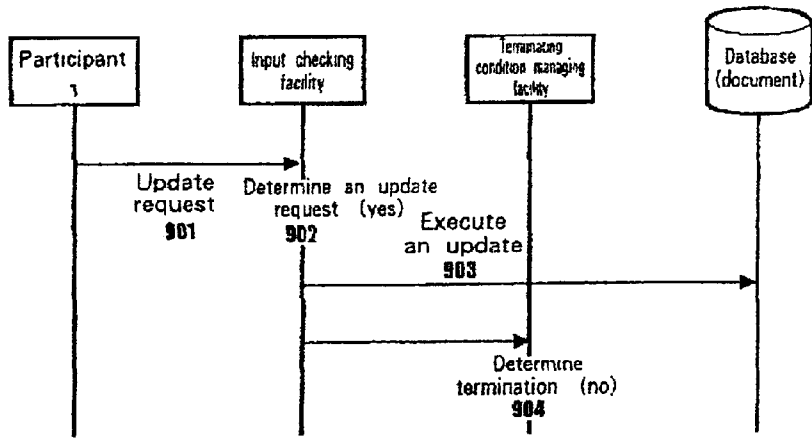 Participant
1
Input checking
facility
Terminating
condition managing
facility
Database
(document)
Update
request
901
Determine an update
request (yes)
902
Execute
an update
903
Determine
termination (no)
904